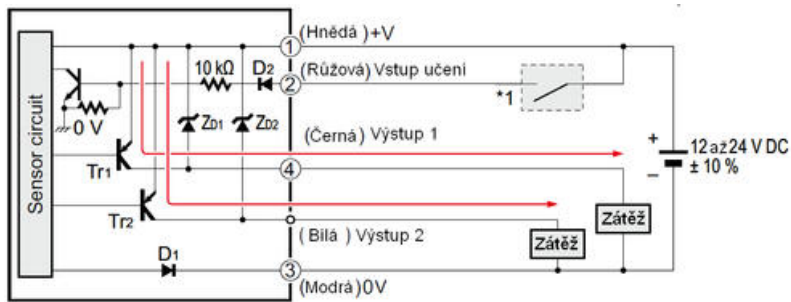 Sensor circuit
① (Hnědá) +V
10 kΩ D2 ② (Růžová) Vstup učení
*1
0 V
ZD1 ZD2
(Černá) Výstup 1
Tr1 ④
+ 12 až 24 V DC
– ± 10 %
Tr2
(Bílá ) Výstup 2
Zátěž
Zátěž
D1 ③
(Modrá) 0V